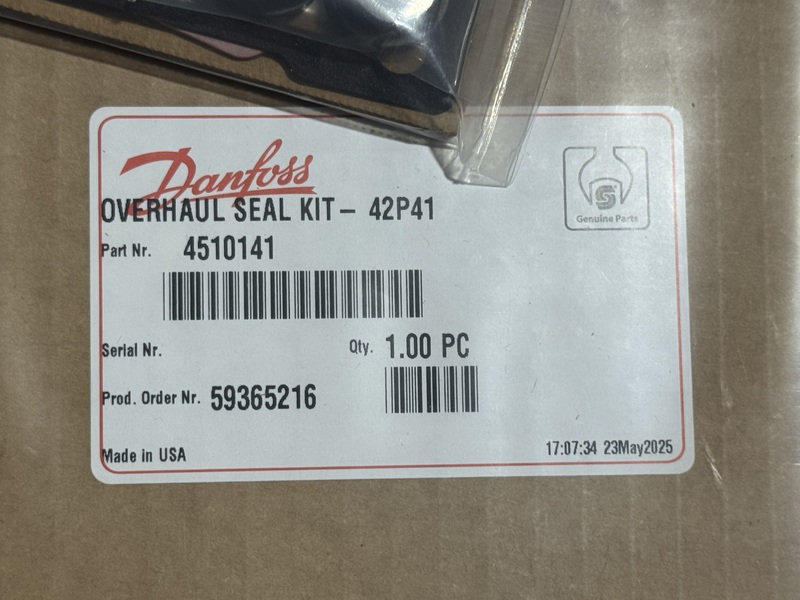 Danfoss
OVERHAUL SEAL KIT – 42P41
Genuine Parts
Part Nr. 4510141
Serial Nr.
Qty. 1.00 PC
Prod. Order Nr. 59365216
Made in USA
17:07:34 23May2025